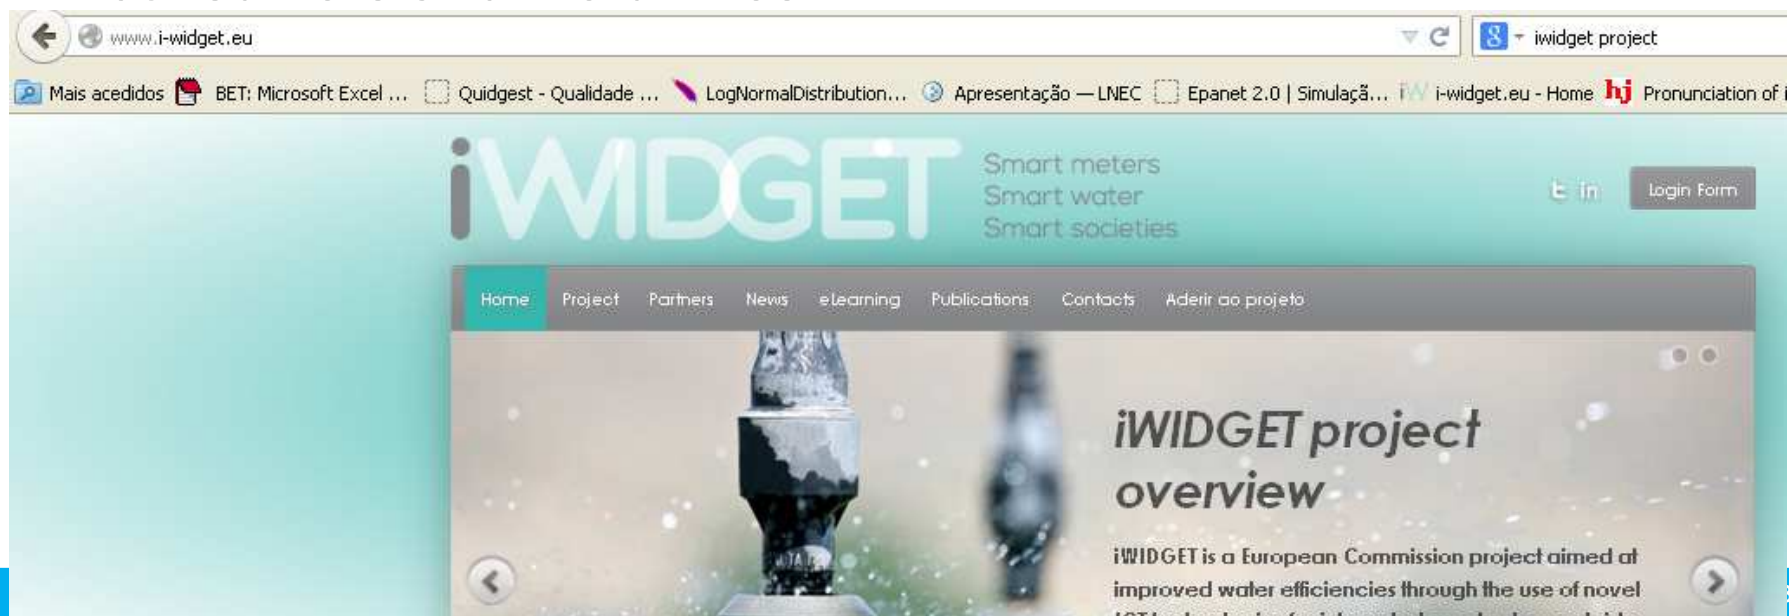 www.i-widget.eu
iwidget project
Mais acedidos BET: Microsoft Excel ... Quidgest - Qualidade ... LogNormalDistribution... Apresentação — LNEC Epanet 2.0 | Simulaçã... i-widget.eu - Home hj Pronunciation of i
iWIDGET
Smart meters
Smart water
Smart societies
Login Form
Home Project Partners News eLearning Publications Contacts Aderir ao projeto
iWIDGET project
overview
iWIDGET is a European Commission project aimed at
improved water efficiencies through the use of novel